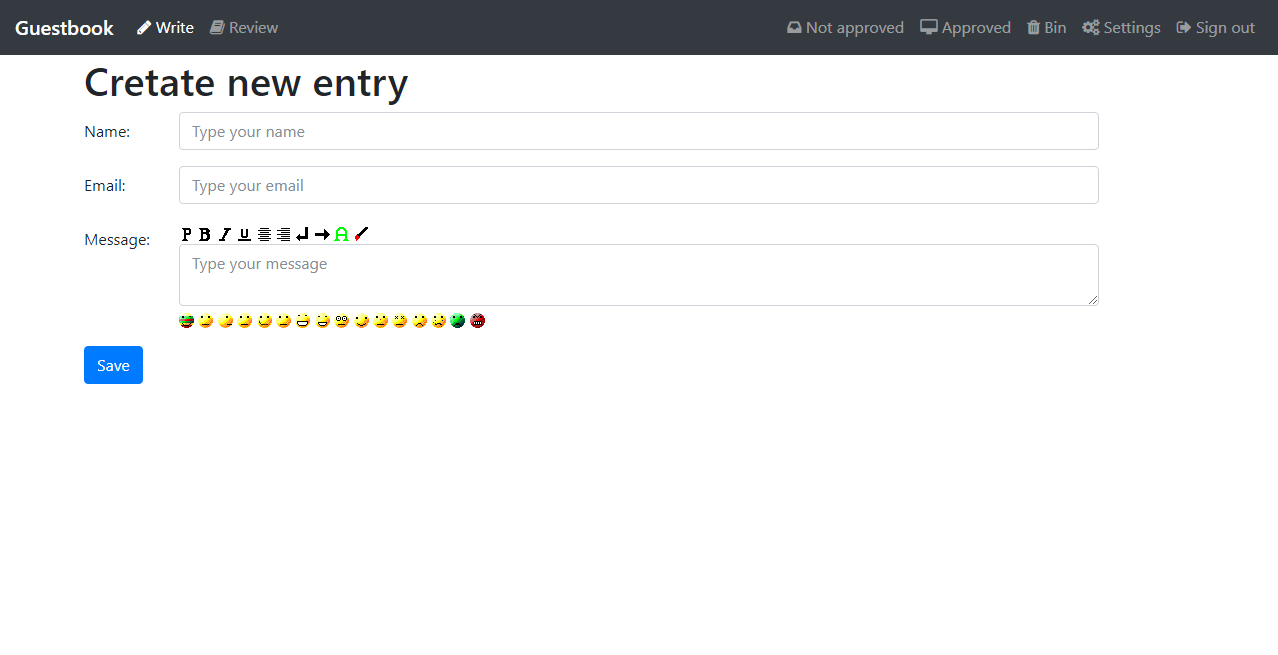 Guestbook Write Review Not approved Approved Bin Settings Sign out
Cretate new entry
Name: Type your name
Email: Type your email
Message: P B I U A
Type your message
Save